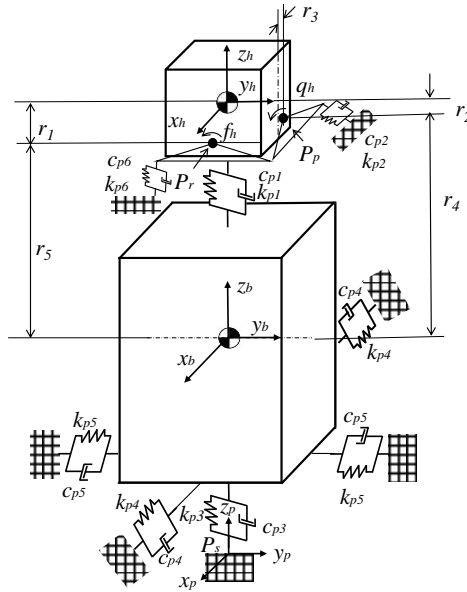 r3
zh
yh
qh
xh
r1
fh
r2
cp2
Pp
kp2
cp6
kp6
Pr
cp1
kp1
r4
r5
zb
cp4
yb
xb
kp4
kp5
cp5
cp5
kp5
kp4
kp3
zp
cp3
cp4
Ps
yp
xp